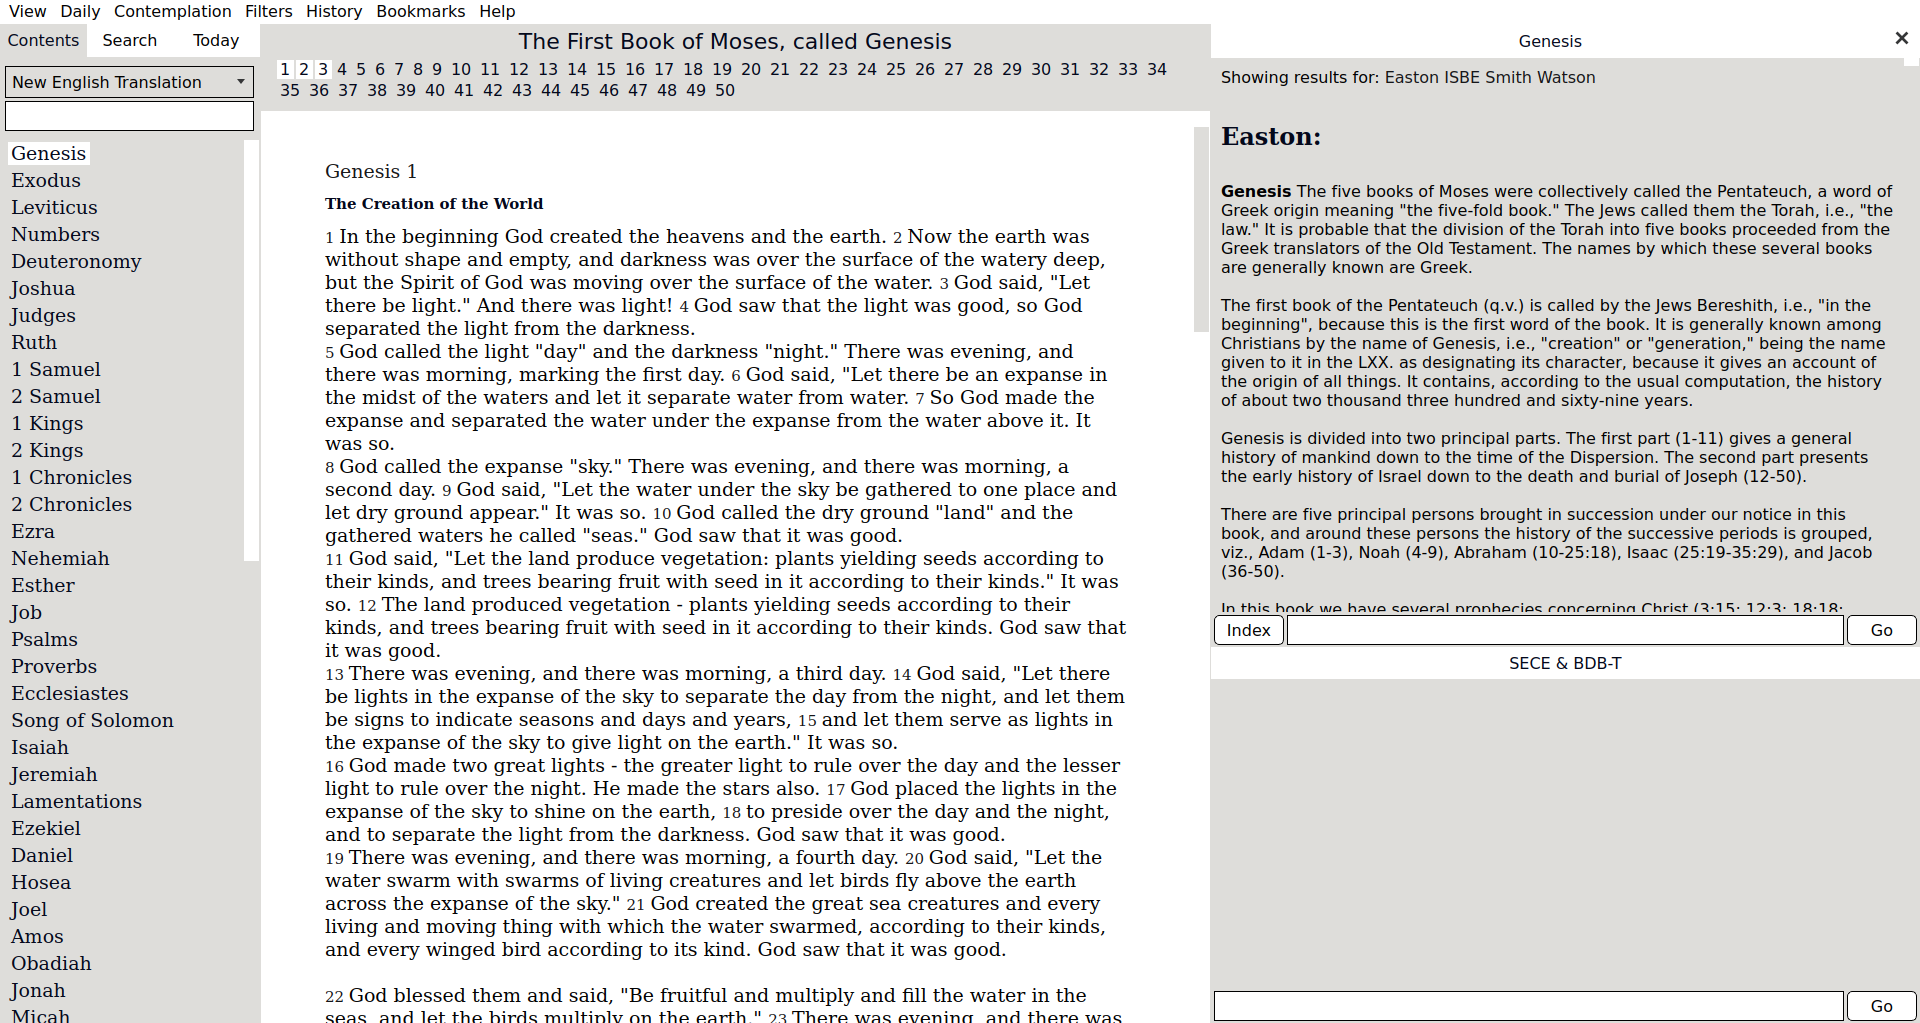 View Daily Contemplation Filters History Bookmarks Help
Contents Search Today
New English Translation
Genesis
Exodus
Leviticus
Numbers
Deuteronomy
Joshua
Judges
Ruth
1 Samuel
2 Samuel
1 Kings
2 Kings
1 Chronicles
2 Chronicles
Ezra
Nehemiah
Esther
Job
Psalms
Proverbs
Ecclesiastes
Song of Solomon
Isaiah
Jeremiah
Lamentations
Ezekiel
Daniel
Hosea
Joel
Amos
Obadiah
Jonah
Micah
The First Book of Moses, called Genesis
1 2 3 4 5 6 7 8 9 10 11 12 13 14 15 16 17 18 19 20 21 22 23 24 25 26 27 28 29 30 31 32 33 34
35 36 37 38 39 40 41 42 43 44 45 46 47 48 49 50
Genesis 1
The Creation of the World
1 In the beginning God created the heavens and the earth. 2 Now the earth was
without shape and empty, and darkness was over the surface of the watery deep,
but the Spirit of God was moving over the surface of the water. 3 God said, "Let
there be light." And there was light! 4 God saw that the light was good, so God
separated the light from the darkness.
5 God called the light "day" and the darkness "night." There was evening, and
there was morning, marking the first day. 6 God said, "Let there be an expanse in
the midst of the waters and let it separate water from water. 7 So God made the
expanse and separated the water under the expanse from the water above it. It
was so.
8 God called the expanse "sky." There was evening, and there was morning, a
second day. 9 God said, "Let the water under the sky be gathered to one place and
let dry ground appear." It was so. 10 God called the dry ground "land" and the
gathered waters he called "seas." God saw that it was good.
11 God said, "Let the land produce vegetation: plants yielding seeds according to
their kinds, and trees bearing fruit with seed in it according to their kinds." It was
so. 12 The land produced vegetation - plants yielding seeds according to their
kinds, and trees bearing fruit with seed in it according to their kinds. God saw that
it was good.
13 There was evening, and there was morning, a third day. 14 God said, "Let there
be lights in the expanse of the sky to separate the day from the night, and let them
be signs to indicate seasons and days and years, 15 and let them serve as lights in
the expanse of the sky to give light on the earth." It was so.
16 God made two great lights - the greater light to rule over the day and the lesser
light to rule over the night. He made the stars also. 17 God placed the lights in the
expanse of the sky to shine on the earth, 18 to preside over the day and the night,
and to separate the light from the darkness. God saw that it was good.
19 There was evening, and there was morning, a fourth day. 20 God said, "Let the
water swarm with swarms of living creatures and let birds fly above the earth
across the expanse of the sky." 21 God created the great sea creatures and every
living and moving thing with which the water swarmed, according to their kinds,
and every winged bird according to its kind. God saw that it was good.
22 God blessed them and said, "Be fruitful and multiply and fill the water in the
seas, and let the birds multiply on the earth." 23 There was evening, and there was
Genesis ×
Showing results for: Easton ISBE Smith Watson
Easton:
Genesis The five books of Moses were collectively called the Pentateuch, a word of
Greek origin meaning "the five-fold book." The Jews called them the Torah, i.e., "the
law." It is probable that the division of the Torah into five books proceeded from the
Greek translators of the Old Testament. The names by which these several books
are generally known are Greek.
The first book of the Pentateuch (q.v.) is called by the Jews Bereshith, i.e., "in the
beginning", because this is the first word of the book. It is generally known among
Christians by the name of Genesis, i.e., "creation" or "generation," being the name
given to it in the LXX. as designating its character, because it gives an account of
the origin of all things. It contains, according to the usual computation, the history
of about two thousand three hundred and sixty-nine years.
Genesis is divided into two principal parts. The first part (1-11) gives a general
history of mankind down to the time of the Dispersion. The second part presents
the early history of Israel down to the death and burial of Joseph (12-50).
There are five principal persons brought in succession under our notice in this
book, and around these persons the history of the successive periods is grouped,
viz., Adam (1-3), Noah (4-9), Abraham (10-25:18), Isaac (25:19-35:29), and Jacob
(36-50).
In this book we have several prophecies concerning Christ (3:15; 12:3; 18:18;
Index Go
SECE & BDB-T
Go